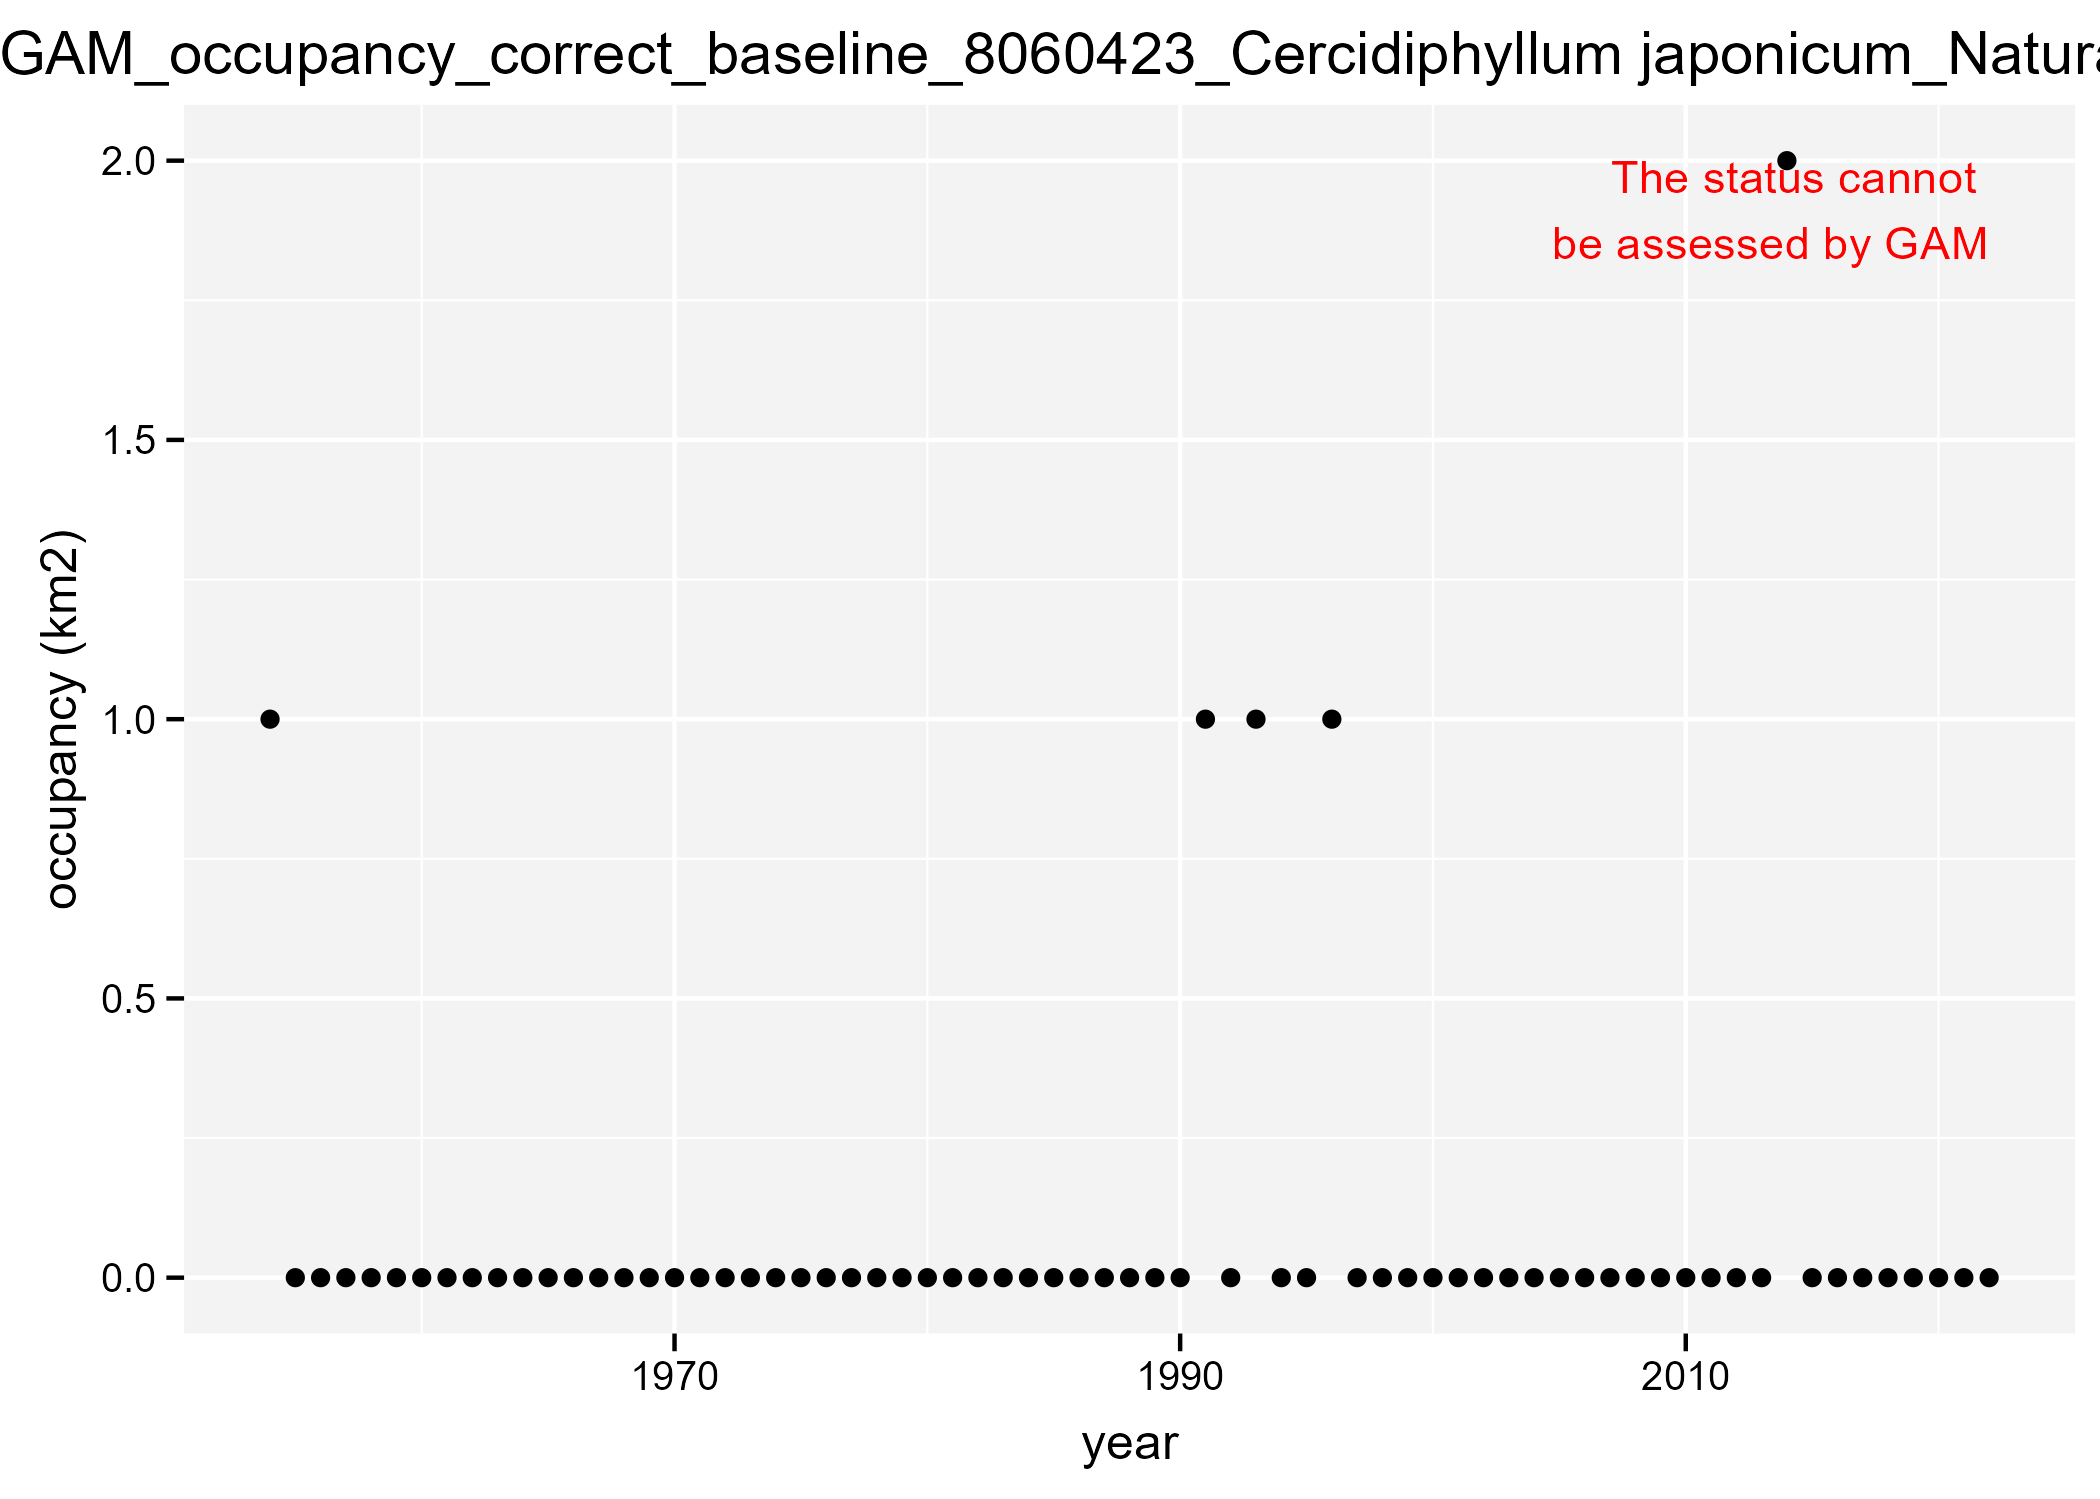 GAM_occupancy_correct_baseline_8060423_Cercidiphyllum japonicum_Natura
2.0
The status cannot
be assessed by GAM
1.5
occupancy (km2)
1.0
0.5
0.0
1970 1990 2010
year